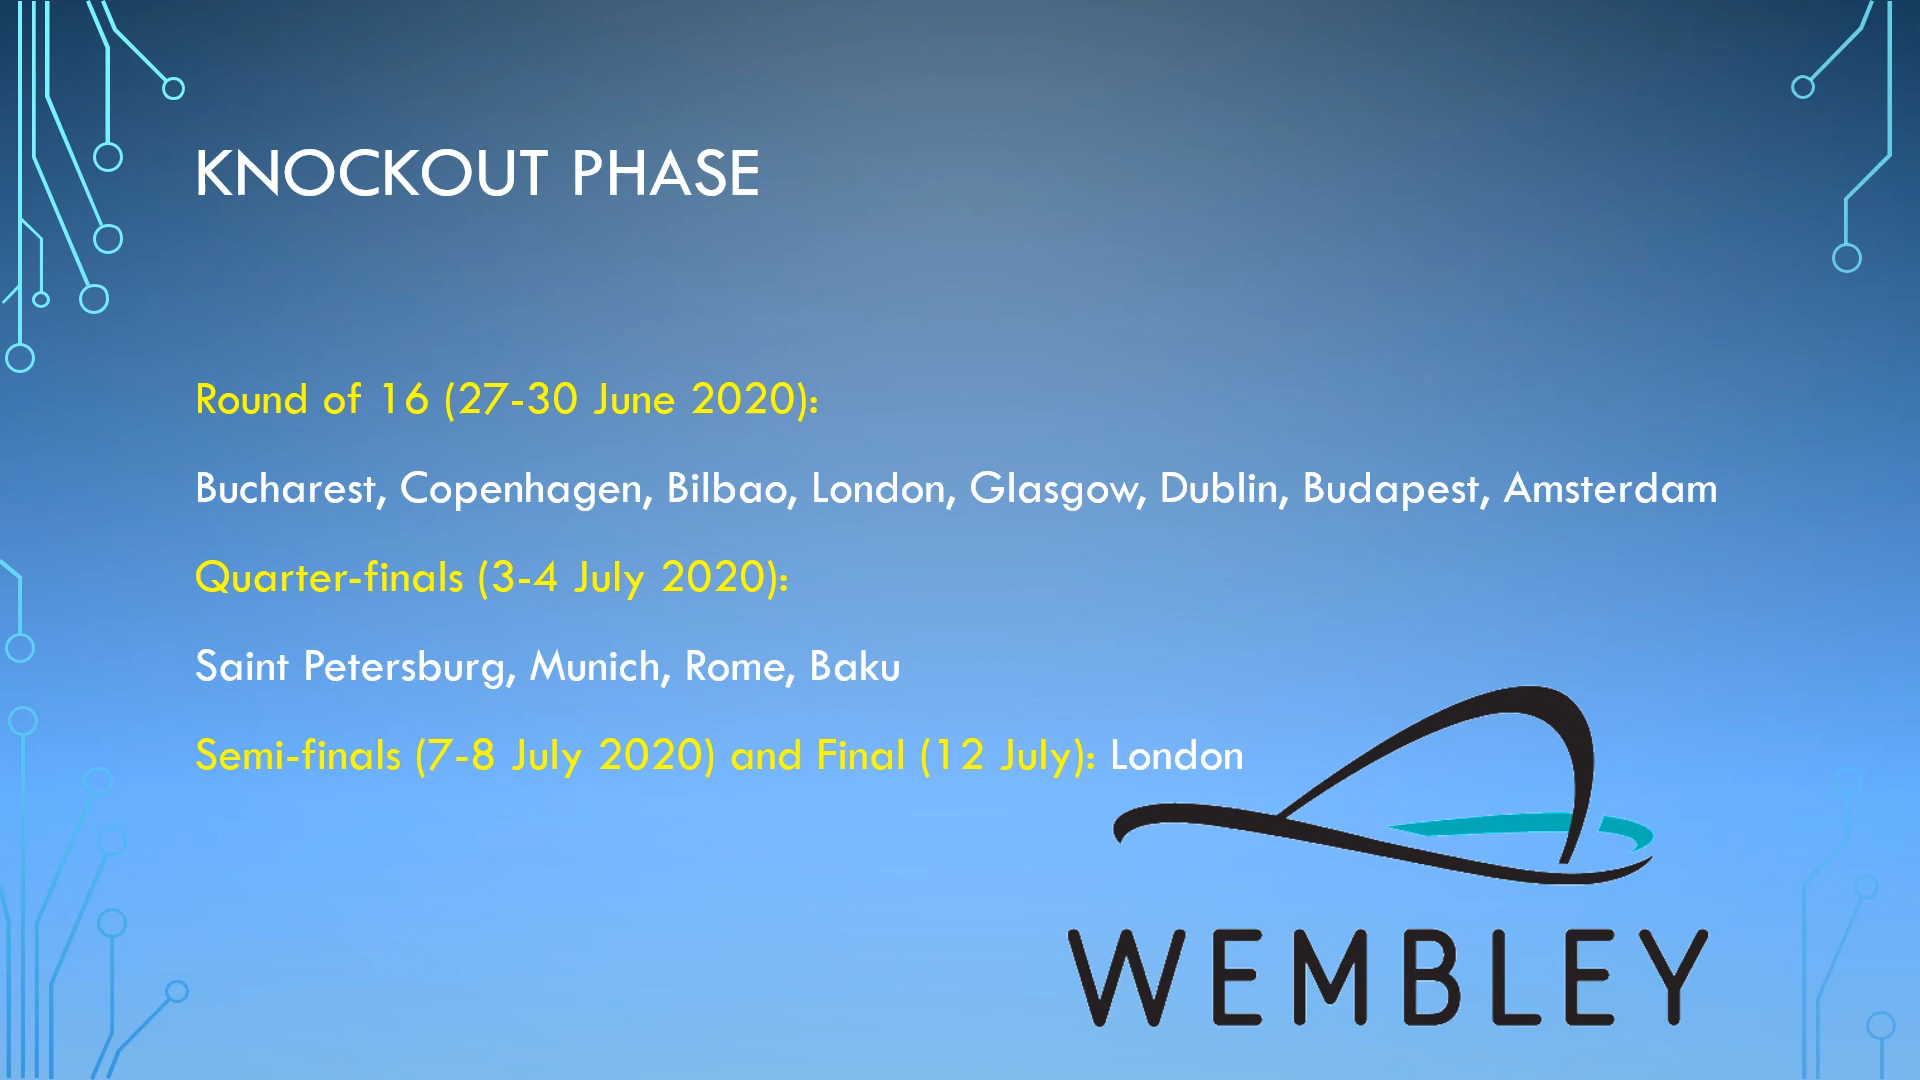 KNOCKOUT PHASE
Round of 16 (27-30 June 2020):
Bucharest, Copenhagen, Bilbao, London, Glasgow, Dublin, Budapest, Amsterdam
Quarter-finals (3-4 July 2020):
Saint Petersburg, Munich, Rome, Baku
Semi-finals (7-8 July 2020) and Final (12 July): London
WEMBLEY